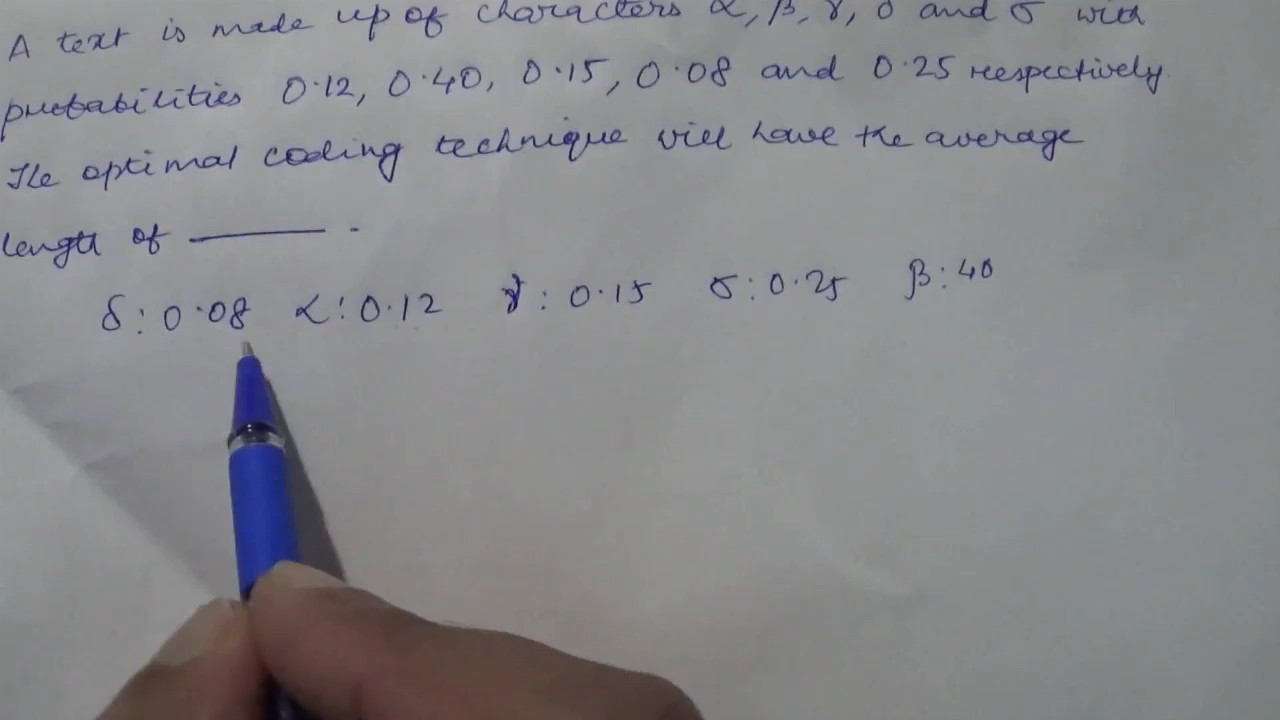 A text is made up of characters α, β, γ, δ and σ with
probabilities 0.12, 0.40, 0.15, 0.08 and 0.25 respectively.
The optimal coding technique will have the average
length of ______ .
δ: 0.08 α: 0.12 γ: 0.15 σ: 0.25 β: 40